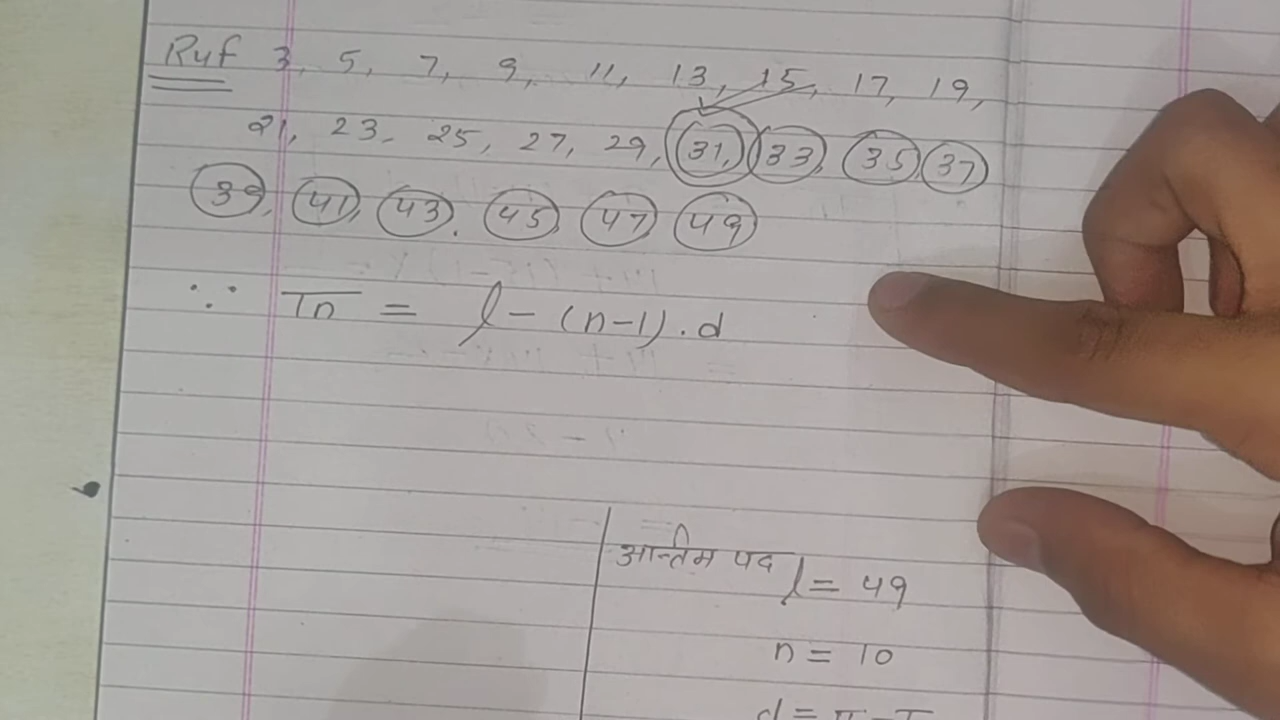 Ruf 3, 5, 7, 9, 11, 13, 15, 17, 19,
21, 23, 25, 27, 29, 31, 33, 35 37
39, 41, 43, 45 47 49
∵ Tn = l - (n-1).d
अन्तिम पद l = 49
n = 10